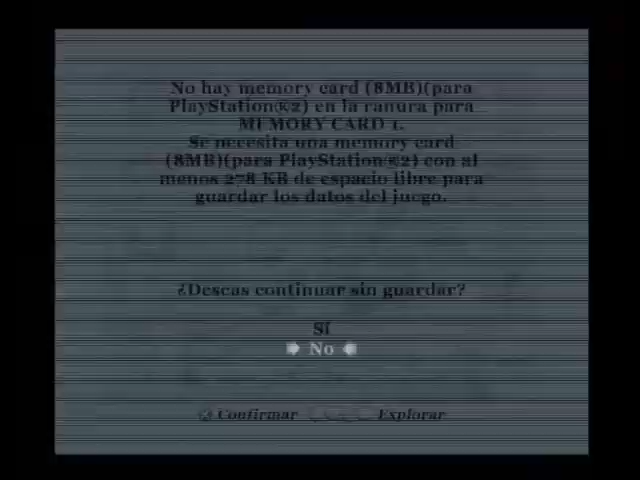 No hay memory card (8MB)(para
PlayStation®2) en la ranura para
MEMORY CARD 1.
Se necesita una memory card
(8MB)(para PlayStation®2) con al
menos 278 KB de espacio libre para
guardar los datos del juego.
¿Deseas continuar sin guardar?
Sí
No
Confirmar Explorar